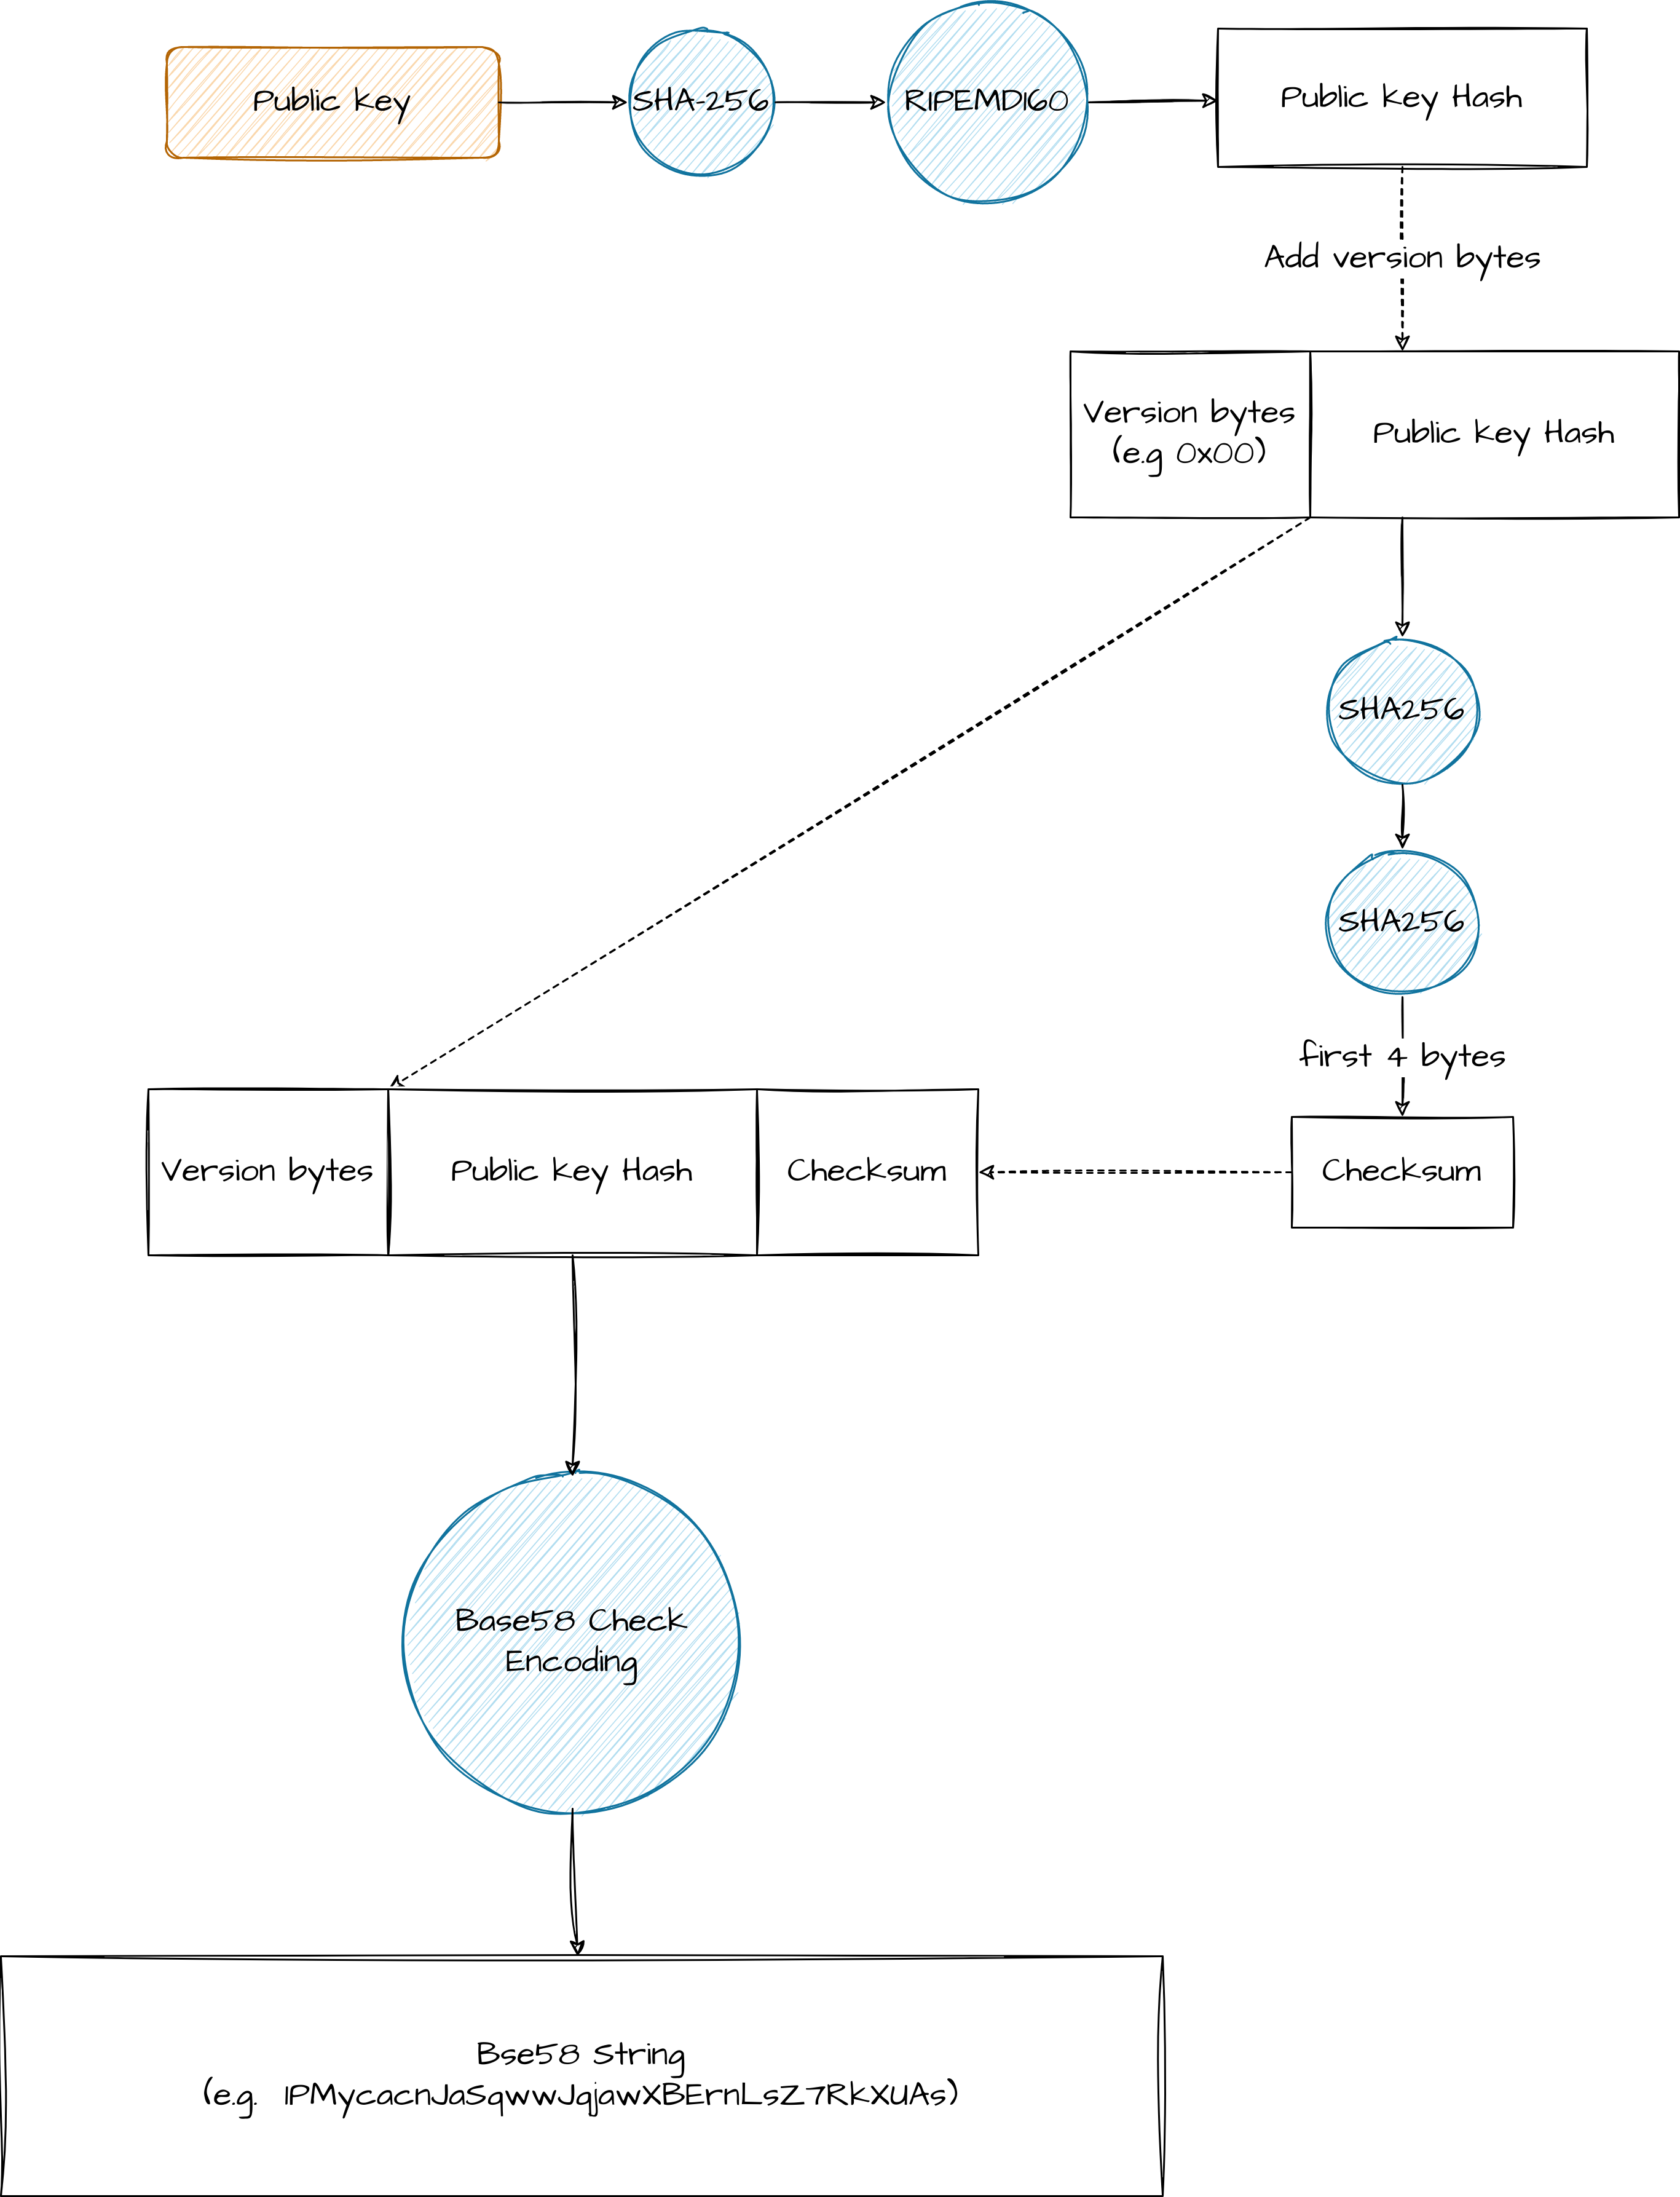 Public key
SHA-256
RIPEMD160
Public key Hash
Add version bytes
Version bytes
(e.g 0x00)
Public key Hash
SHA256
SHA256
first 4 bytes
Version bytes
Public key Hash
Checksum
Checksum
Base58 Check
Encoding
Bse58 String
(e.g. 1PMycacnJaSqwwJqjawXBErnLsZ7RkXUAs)